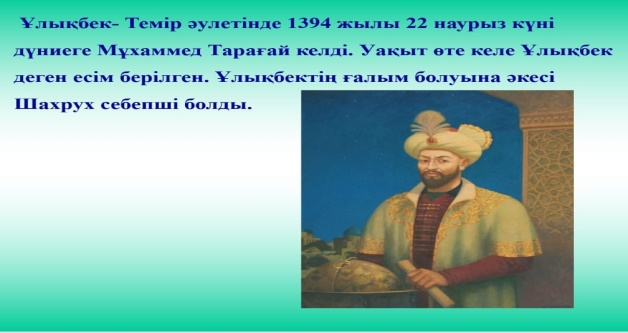 Ұлықбек- Темір әулетінде 1394 жылы 22 наурыз күні
дүниеге Мұхаммед Тарағай келді. Уақыт өте келе Ұлықбек
деген есім берілген. Ұлықбектің ғалым болуына әкесі
Шахрух себепші болды.